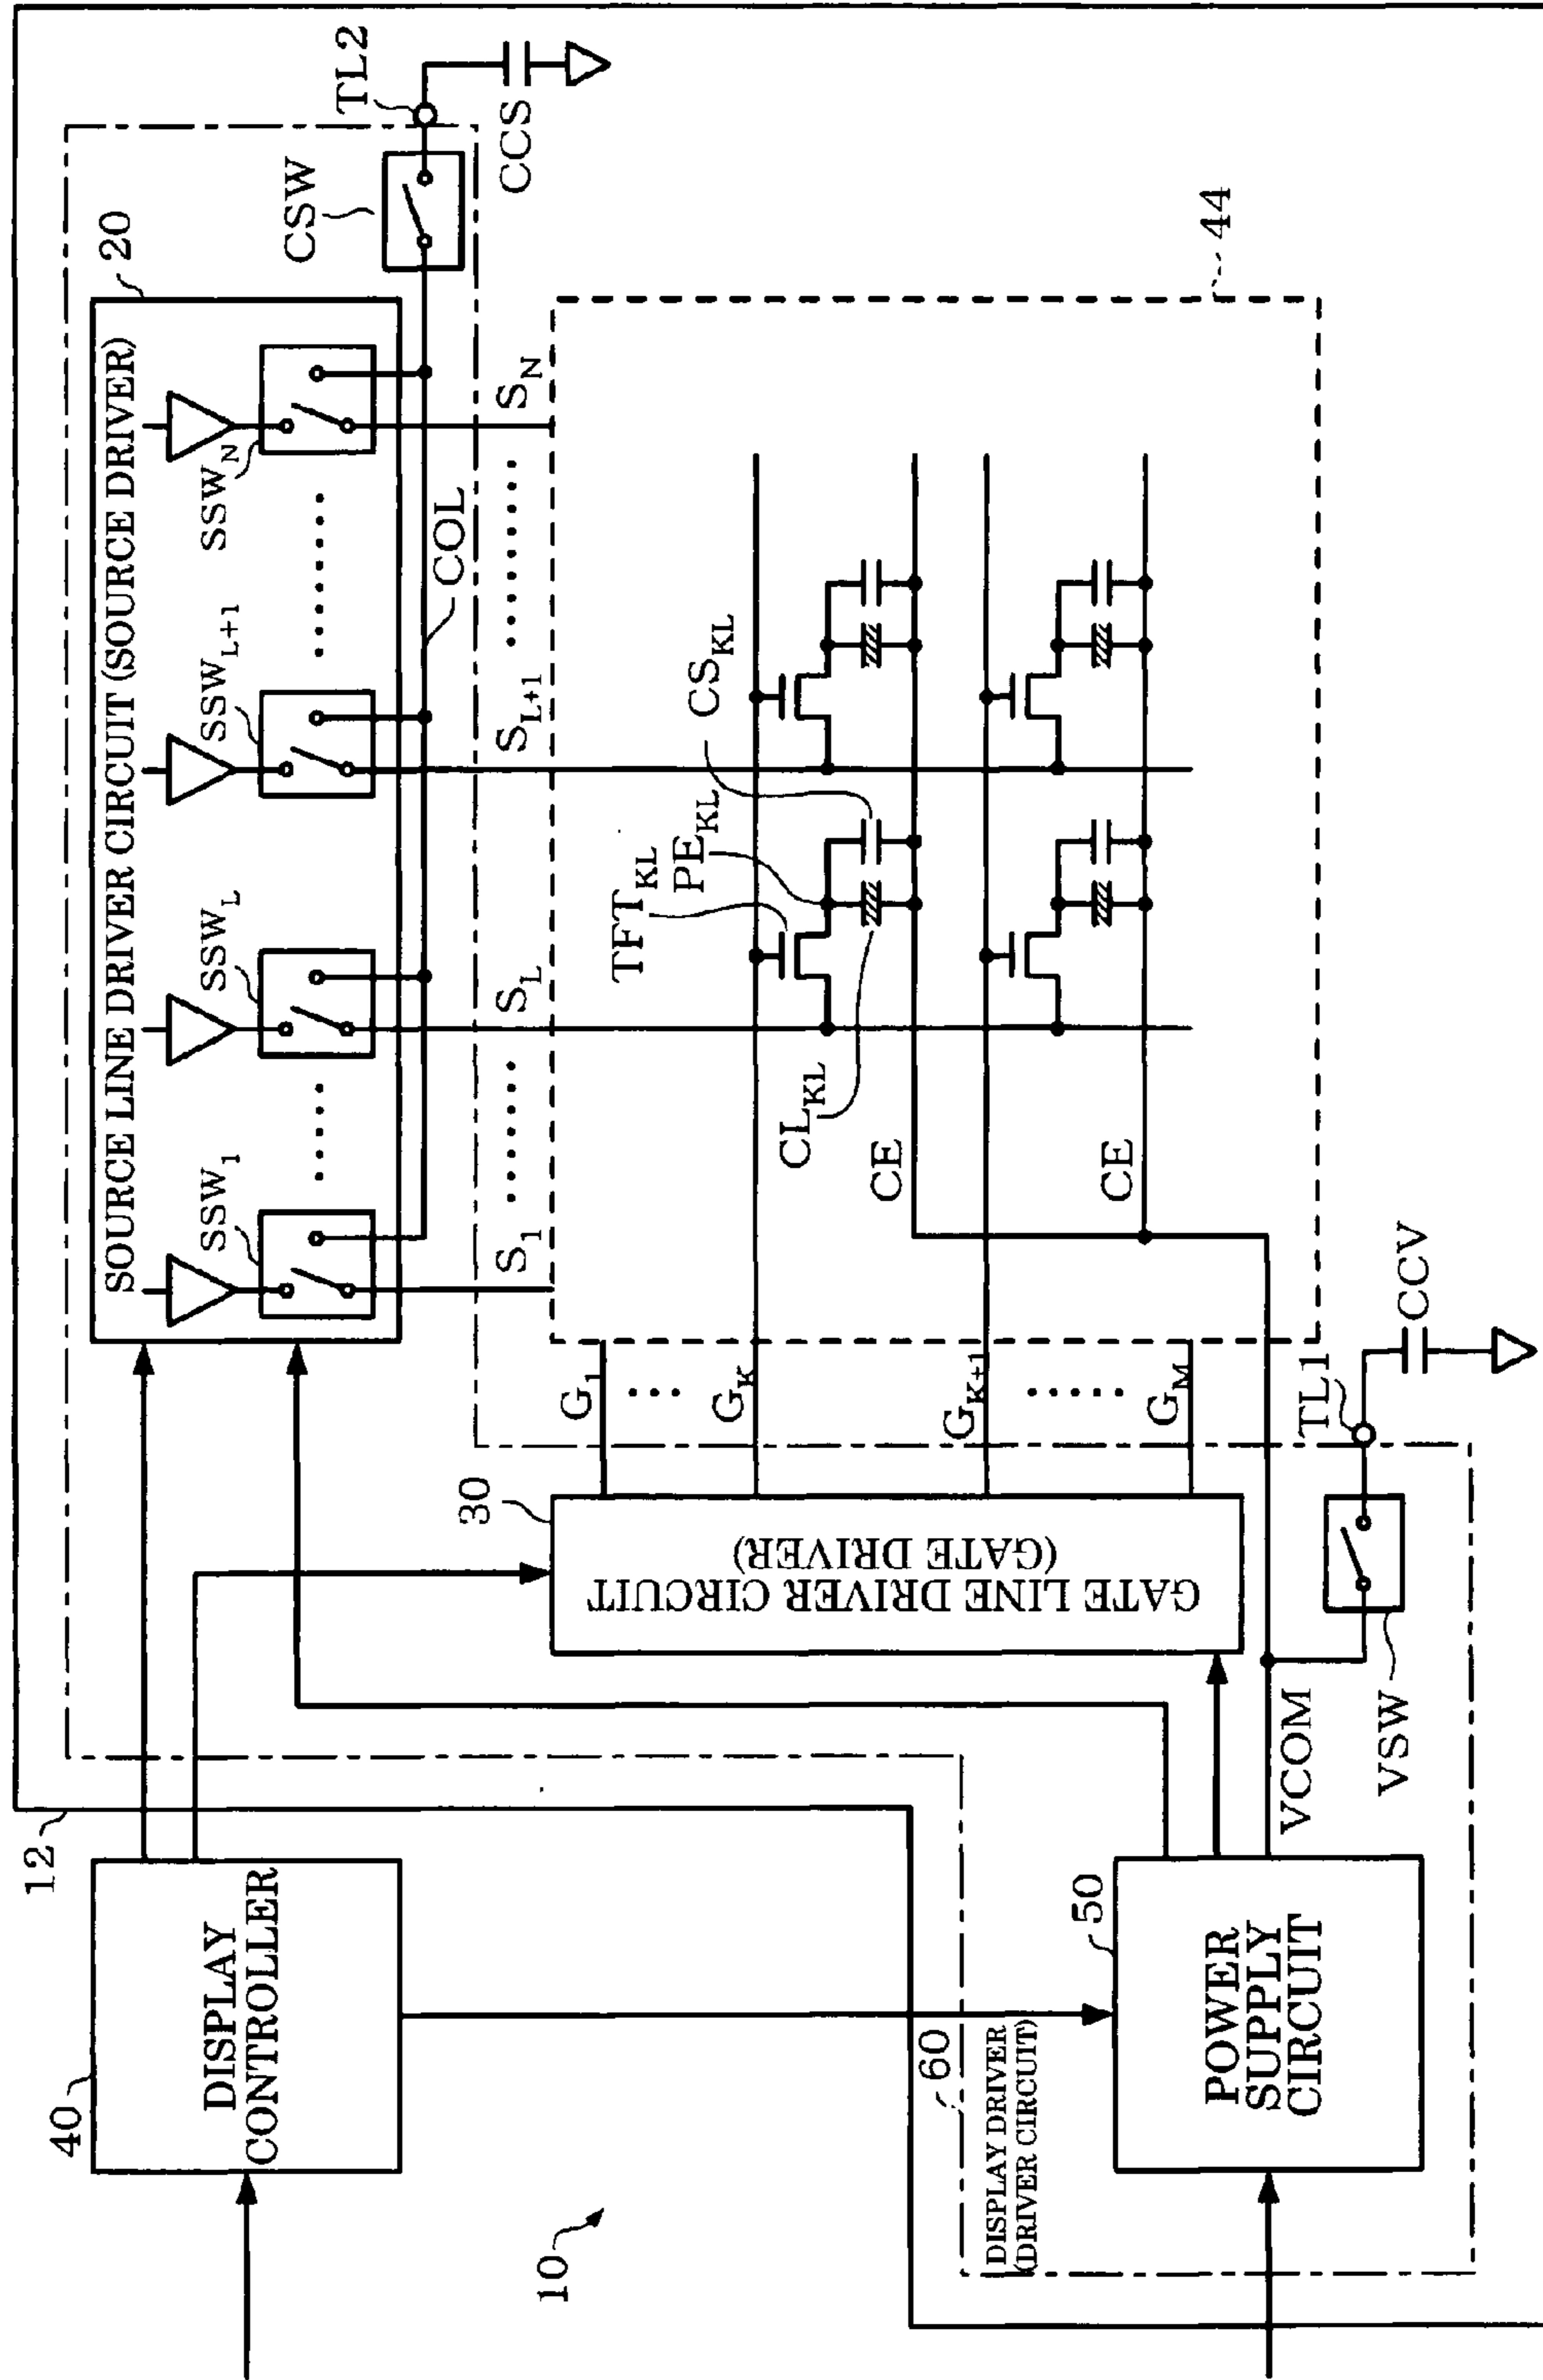 10
12
40
DISPLAY
CONTROLLER
20
SOURCE LINE DRIVER CIRCUIT (SOURCE DRIVER)
SSW1
SSWL
SSWL+1
SSWN
COL
CSW
TL2
CCS
S1
SL
SL+1
SN
44
30
GATE LINE DRIVER CIRCUIT
(GATE DRIVER)
G1
GK
GK+1
GM
TFTKL
PEKL
CSKL
CLKL
CE
CE
60
DISPLAY DRIVER
(DRIVER CIRCUIT)
50
POWER
SUPPLY
CIRCUIT
VCOM
VSW
TL1
CCV